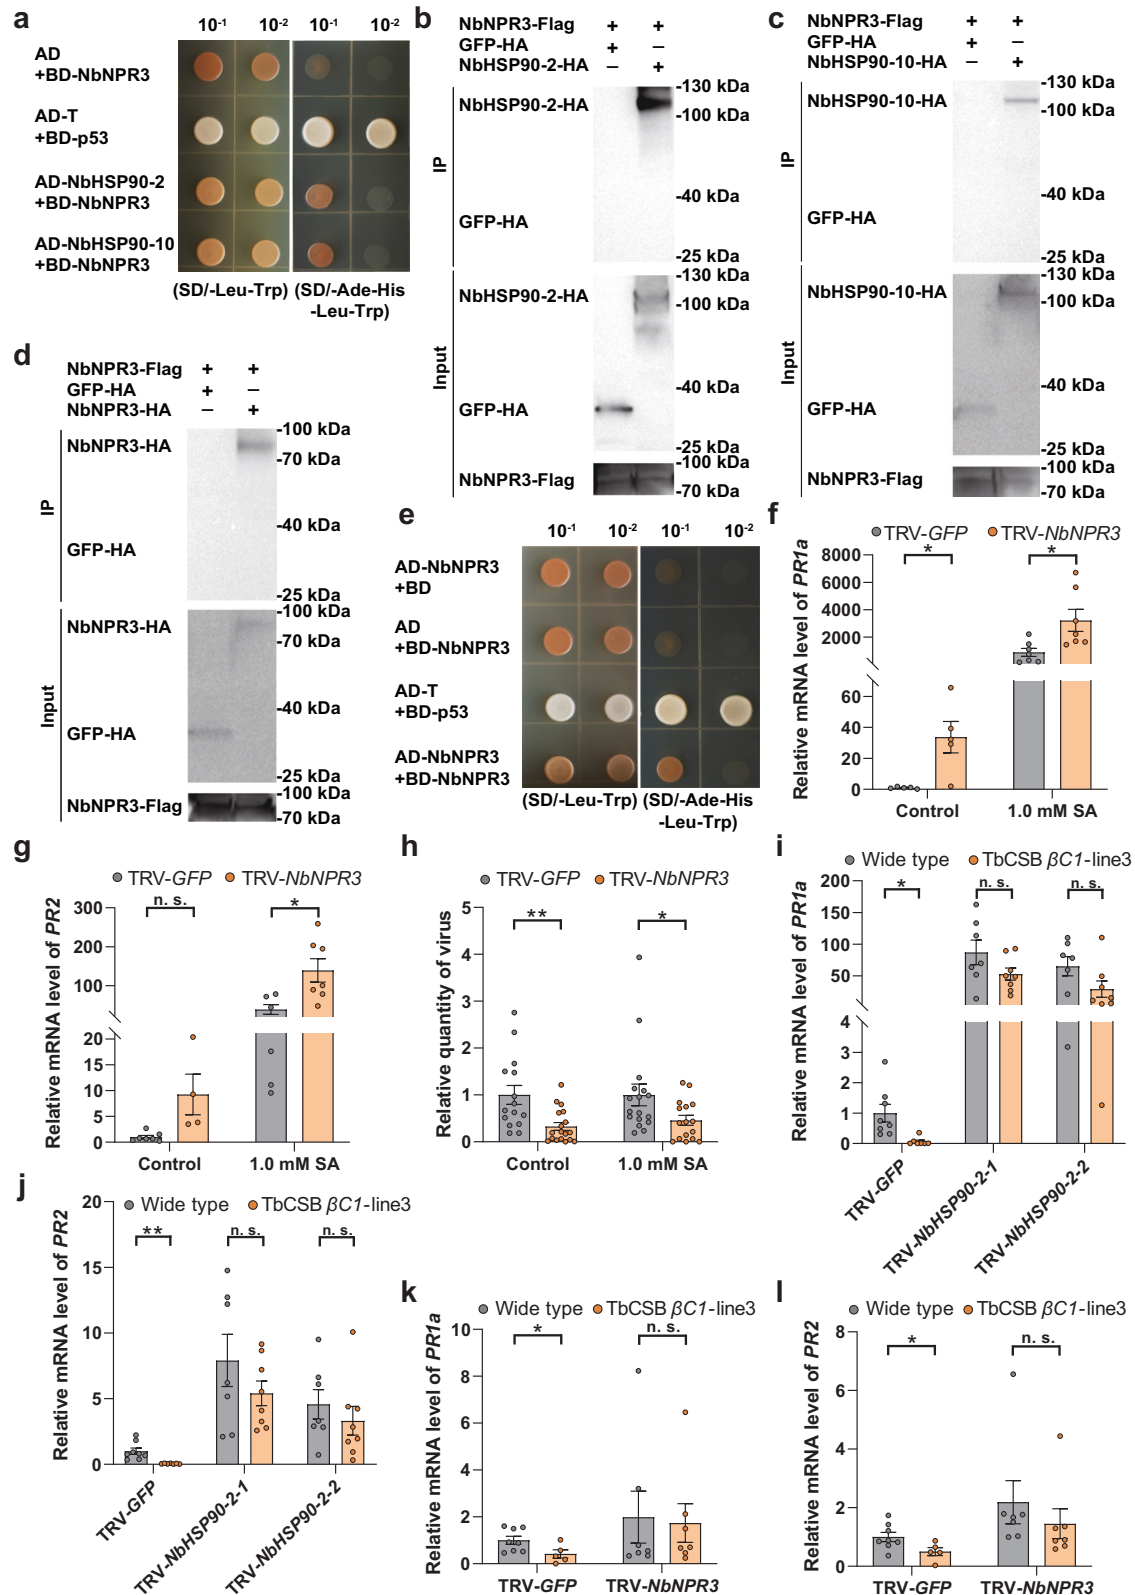 a
10⁻¹ 10⁻² 10⁻¹ 10⁻²
AD
+BD-NbNPR3
AD-T
+BD-p53
AD-NbHSP90-2
+BD-NbNPR3
AD-NbHSP90-10
+BD-NbNPR3
(SD/-Leu-Trp) (SD/-Ade-His
-Leu-Trp)
b
NbNPR3-Flag + +
GFP-HA + –
NbHSP90-2-HA – +
-130 kDa
NbHSP90-2-HA
-100 kDa
IP
-40 kDa
GFP-HA
-25 kDa
-130 kDa
NbHSP90-2-HA
-100 kDa
Input
-40 kDa
GFP-HA
-25 kDa
-100 kDa
NbNPR3-Flag
-70 kDa
c
NbNPR3-Flag + +
GFP-HA + –
NbHSP90-10-HA – +
-130 kDa
NbHSP90-10-HA
-100 kDa
IP
-40 kDa
GFP-HA
-25 kDa
-130 kDa
NbHSP90-10-HA
-100 kDa
Input
-40 kDa
GFP-HA
-25 kDa
-100 kDa
NbNPR3-Flag
-70 kDa
d
NbNPR3-Flag + +
GFP-HA + –
NbNPR3-HA – +
-100 kDa
NbNPR3-HA
-70 kDa
IP
-40 kDa
GFP-HA
-25 kDa
-100 kDa
NbNPR3-HA
-70 kDa
Input
-40 kDa
GFP-HA
-25 kDa
-100 kDa
NbNPR3-Flag
-70 kDa
e
10⁻¹ 10⁻² 10⁻¹ 10⁻²
AD-NbNPR3
+BD
AD
+BD-NbNPR3
AD-T
+BD-p53
AD-NbNPR3
+BD-NbNPR3
(SD/-Leu-Trp) (SD/-Ade-His
-Leu-Trp)
f
TRV-GFP TRV-NbNPR3
Relative mRNA level of PR1a
8000
6000
4000
2000
60
40
20
0
* *
Control 1.0 mM SA
g
TRV-GFP TRV-NbNPR3
Relative mRNA level of PR2
300
200
100
20
15
10
5
0
n. s. *
Control 1.0 mM SA
h
TRV-GFP TRV-NbNPR3
Relative quantity of virus
5
4
3
2
1
0
** *
Control 1.0 mM SA
i
Wide type TbCSB βC1-line3
Relative mRNA level of PR1a
200
150
100
50
4
3
2
1
0
* n. s. n. s.
TRV-GFP
TRV-NbHSP90-2-1
TRV-NbHSP90-2-2
j
Wide type TbCSB βC1-line3
Relative mRNA level of PR2
20
15
10
5
0
** n. s. n. s.
TRV-GFP
TRV-NbHSP90-2-1
TRV-NbHSP90-2-2
k
Wide type TbCSB βC1-line3
Relative mRNA level of PR1a
10
8
6
4
2
0
* n. s.
TRV-GFP TRV-NbNPR3
l
Wide type TbCSB βC1-line3
Relative mRNA level of PR2
8
6
4
2
0
* n. s.
TRV-GFP TRV-NbNPR3